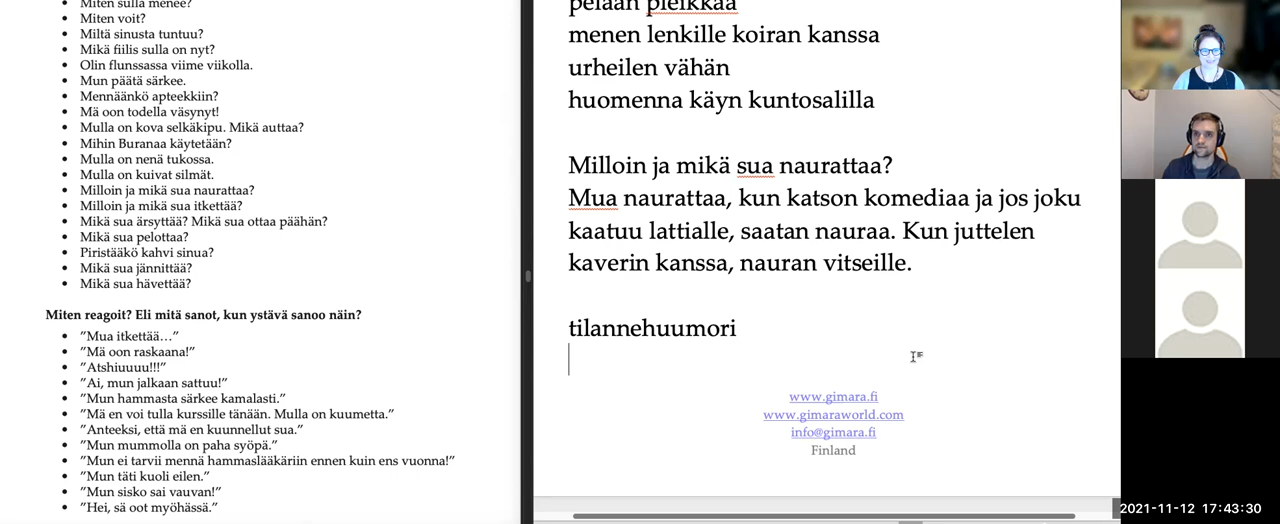 Miten sulla menee?
Miten voit?
Miltä sinusta tuntuu?
Mikä fiilis sulla on nyt?
Olin flunssassa viime viikolla.
Mun päätä särkee.
Mennäänkö apteekkiin?
Mä oon todella väsynyt!
Mulla on kova selkäkipu. Mikä auttaa?
Mihin Buranaa käytetään?
Mulla on nenä tukossa.
Mulla on kuivat silmät.
Milloin ja mikä sua naurattaa?
Milloin ja mikä sua itkettää?
Mikä sua ärsyttää? Mikä sua ottaa päähän?
Mikä sua pelottaa?
Piristääkö kahvi sinua?
Mikä sua jännittää?
Mikä sua hävettää?
Miten reagoit? Eli mitä sanot, kun ystävä sanoo näin?
”Mua itkettää…”
”Mä oon raskaana!”
”Atshiuuuu!!!”
”Ai, mun jalkaan sattuu!”
”Mun hammasta särkee kamalasti.”
”Mä en voi tulla kurssille tänään. Mulla on kuumetta.”
”Anteeksi, että mä en kuunnellut sua.”
”Mun mummolla on paha syöpä.”
”Mun ei tarvii mennä hammaslääkäriin ennen kuin ens vuonna!”
”Mun täti kuoli eilen.”
”Mun sisko sai vauvan!”
”Hei, sä oot myöhässä.”
pelaan pleikkaa
menen lenkille koiran kanssa
urheilen vähän
huomenna käyn kuntosalilla
Milloin ja mikä sua naurattaa?
Mua naurattaa, kun katson komediaa ja jos joku
kaatuu lattialle, saatan nauraa. Kun juttelen
kaverin kanssa, nauran vitseille.
tilannehuumori
www.gimara.fi
www.gimaraworld.com
info@gimara.fi
Finland
2021-11-12 17:43:30